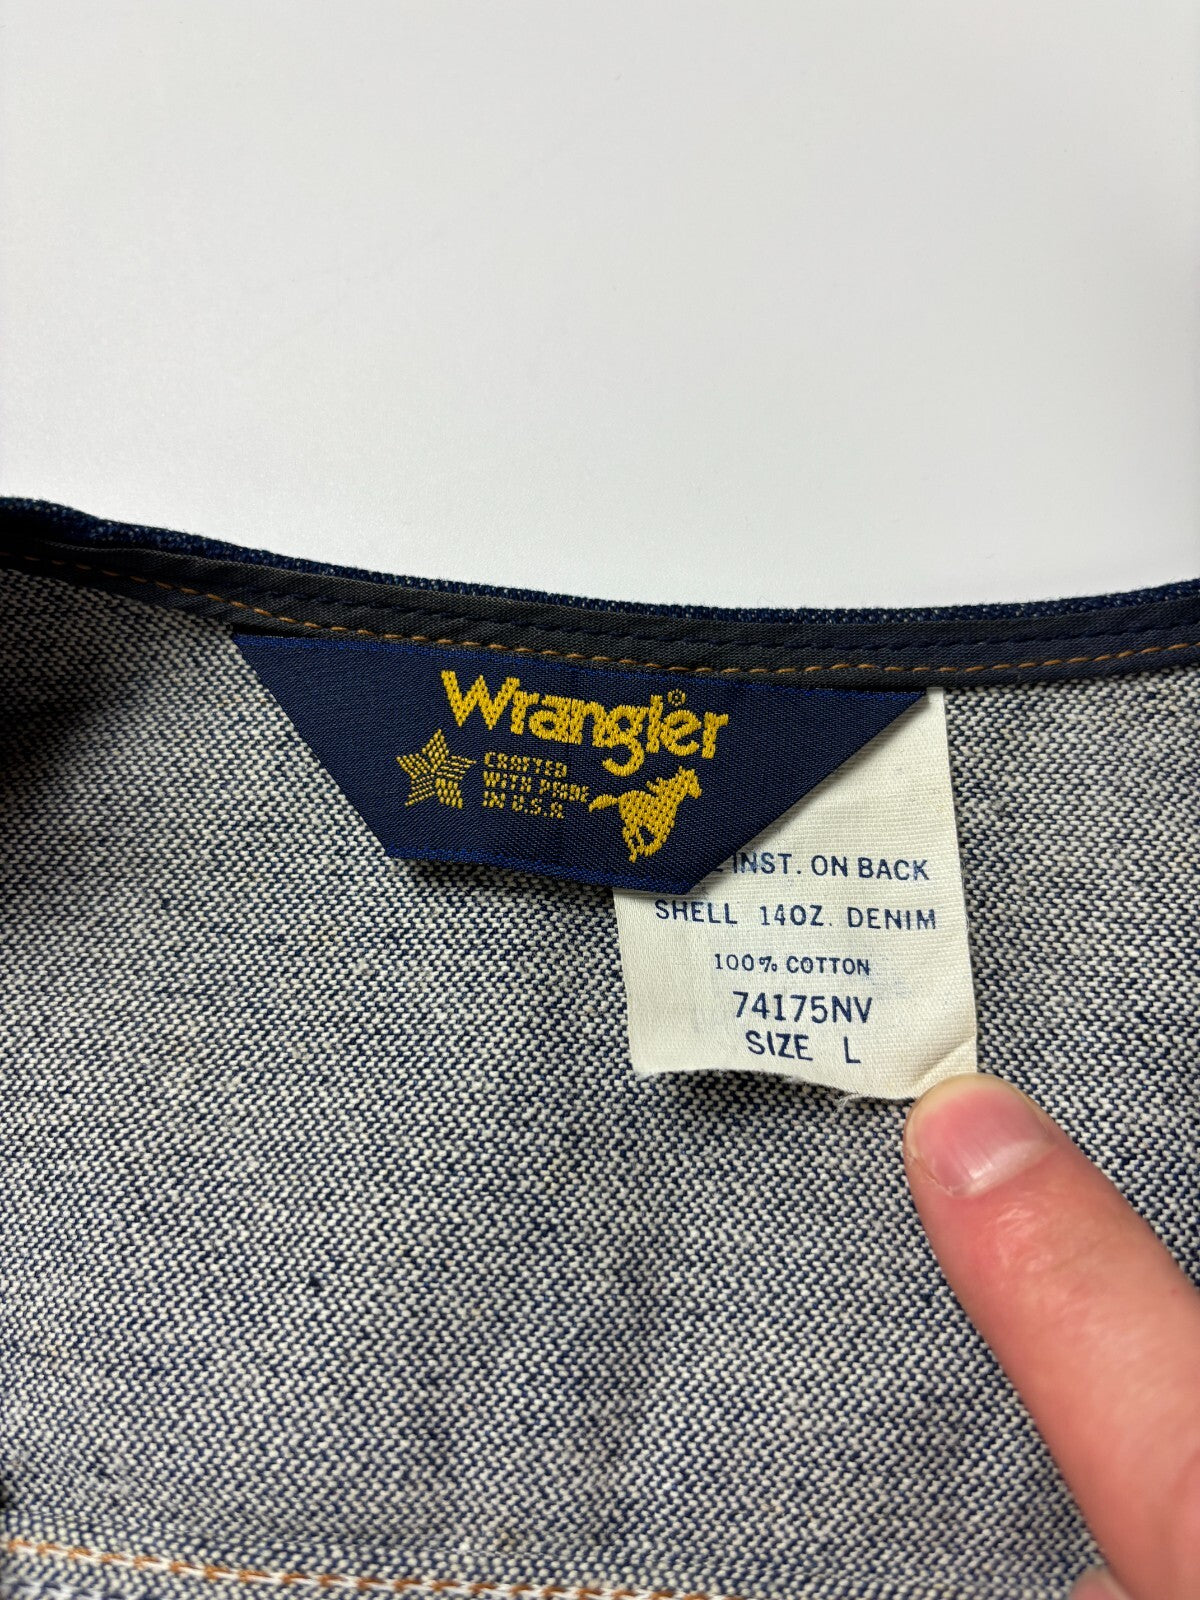 Wrangler®
CRAFTED
WITH PRIDE
IN U.S.A
INST. ON BACK
SHELL 14OZ. DENIM
100% COTTON
74175NV
SIZE L